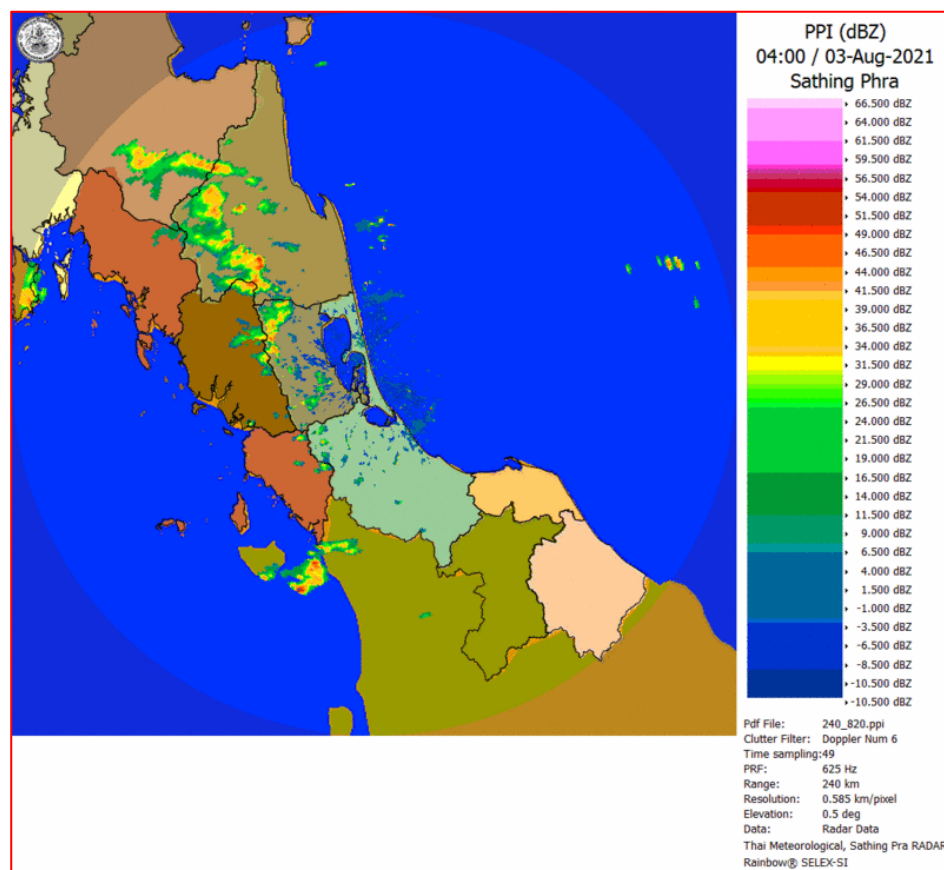 PPI (dBZ)
04:00 / 03-Aug-2021
Sathing Phra
66.500 dBZ
64.000 dBZ
61.500 dBZ
59.500 dBZ
56.500 dBZ
54.000 dBZ
51.500 dBZ
49.000 dBZ
46.500 dBZ
44.000 dBZ
41.500 dBZ
39.000 dBZ
36.500 dBZ
34.000 dBZ
31.500 dBZ
29.000 dBZ
26.500 dBZ
24.000 dBZ
21.500 dBZ
19.000 dBZ
16.500 dBZ
14.000 dBZ
11.500 dBZ
9.000 dBZ
6.500 dBZ
4.000 dBZ
1.500 dBZ
-1.000 dBZ
-3.500 dBZ
-6.500 dBZ
-8.500 dBZ
-10.500 dBZ
-10.500 dBZ
Pdf File: 240_820.ppi
Clutter Filter: Doppler Num 6
Time sampling:49
PRF: 625 Hz
Range: 240 km
Resolution: 0.585 km/pixel
Elevation: 0.5 deg
Data: Radar Data
Thai Meteorological, Sathing Pra RADAR
Rainbow® SELEX-SI